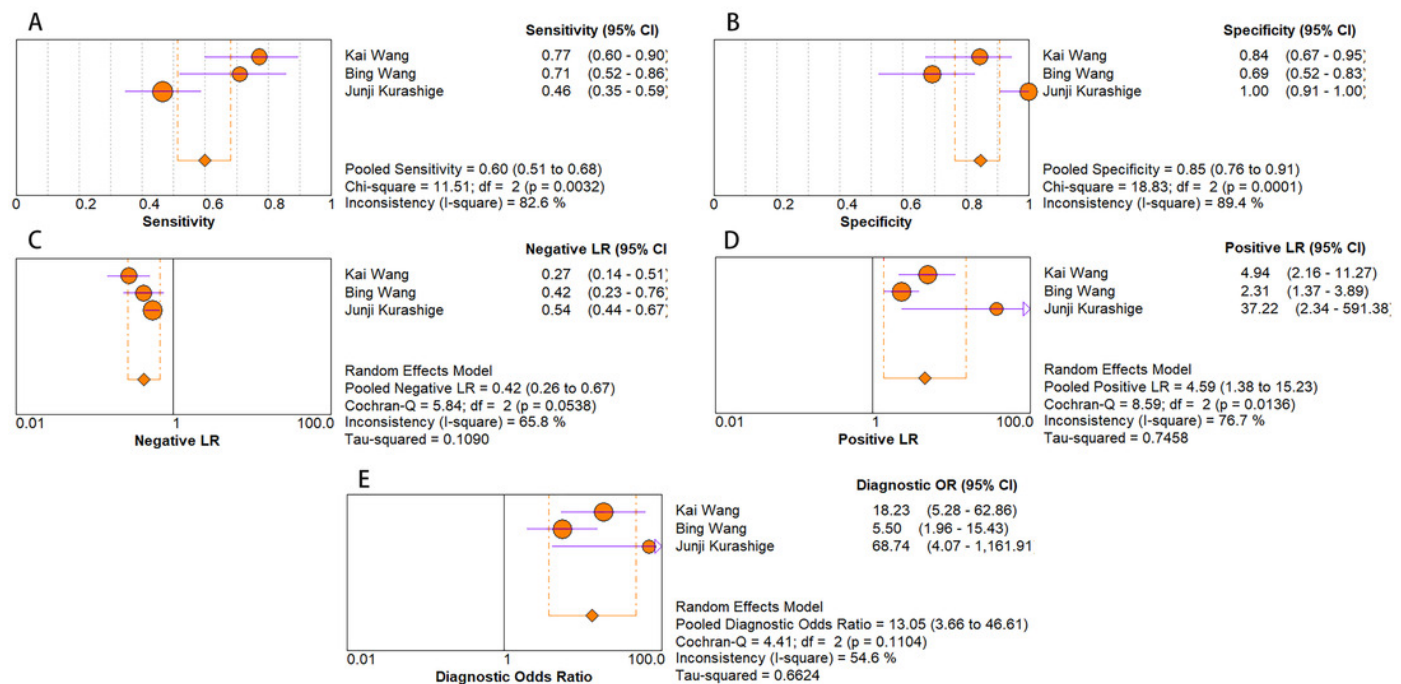 A
Sensitivity (95% CI)
Kai Wang 0.77 (0.60 - 0.90)
Bing Wang 0.71 (0.52 - 0.86)
Junji Kurashige 0.46 (0.35 - 0.59)
Pooled Sensitivity = 0.60 (0.51 to 0.68)
Chi-square = 11.51; df = 2 (p = 0.0032)
Inconsistency (I-square) = 82.6 %
0 0.2 0.4 0.6 0.8 1
Sensitivity
B
Specificity (95% CI)
Kai Wang 0.84 (0.67 - 0.95)
Bing Wang 0.69 (0.52 - 0.83)
Junji Kurashige 1.00 (0.91 - 1.00)
Pooled Specificity = 0.85 (0.76 to 0.91)
Chi-square = 18.83; df = 2 (p = 0.0001)
Inconsistency (I-square) = 89.4 %
0 0.2 0.4 0.6 0.8 1
Specificity
C
Negative LR (95% CI
Kai Wang 0.27 (0.14 - 0.51)
Bing Wang 0.42 (0.23 - 0.76)
Junji Kurashige 0.54 (0.44 - 0.67)
Random Effects Model
Pooled Negative LR = 0.42 (0.26 to 0.67)
Cochran-Q = 5.84; df = 2 (p = 0.0538)
Inconsistency (I-square) = 65.8 %
Tau-squared = 0.1090
0.01 1 100.0
Negative LR
D
Positive LR (95% CI)
Kai Wang 4.94 (2.16 - 11.27)
Bing Wang 2.31 (1.37 - 3.89)
Junji Kurashige 37.22 (2.34 - 591.38)
Random Effects Model
Pooled Positive LR = 4.59 (1.38 to 15.23)
Cochran-Q = 8.59; df = 2 (p = 0.0136)
Inconsistency (I-square) = 76.7 %
Tau-squared = 0.7458
1 100.0
Positive LR
E
Diagnostic OR (95% CI)
Kai Wang 18.23 (5.28 - 62.86)
Bing Wang 5.50 (1.96 - 15.43)
Junji Kurashige 68.74 (4.07 - 1,161.91
Random Effects Model
Pooled Diagnostic Odds Ratio = 13.05 (3.66 to 46.61)
Cochran-Q = 4.41; df = 2 (p = 0.1104)
Inconsistency (I-square) = 54.6 %
Tau-squared = 0.6624
0.01 1 100.0
Diagnostic Odds Ratio
0.01